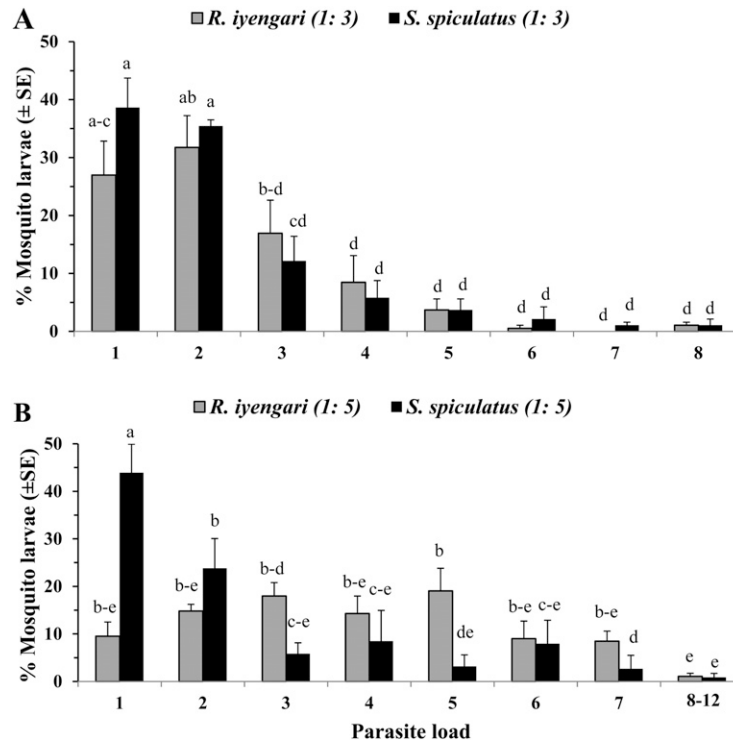 A
R. iyengari (1: 3) S. spiculatus (1: 3)
% Mosquito larvae (± SE)
50
40
30
20
10
0
a-c a ab a b-d cd d d d d d d d d d d
1 2 3 4 5 6 7 8
B
R. iyengari (1: 5) S. spiculatus (1: 5)
% Mosquito larvae (±SE)
50
40
30
20
10
0
b-e a b-e b b-d c-e b-e c-e b de b-e c-e b-e d e e
1 2 3 4 5 6 7 8-12
Parasite load